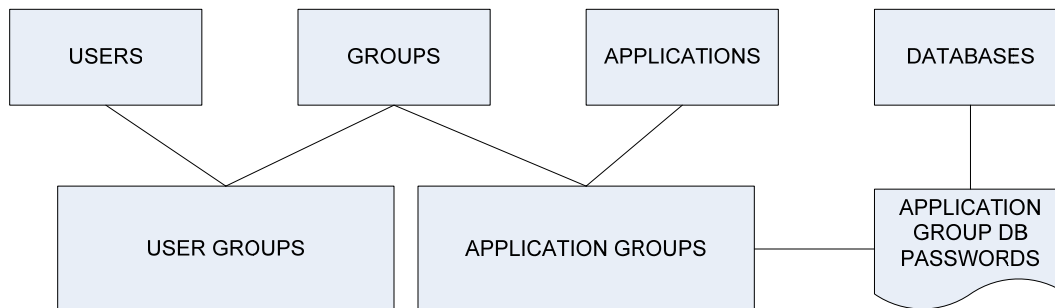 USERS
GROUPS
APPLICATIONS
DATABASES
USER GROUPS
APPLICATION GROUPS
APPLICATION
GROUP DB
PASSWORDS